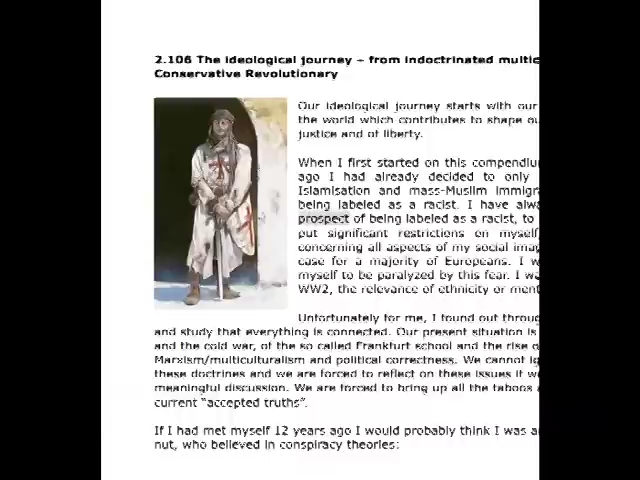 2.106 The ideological journey – from indoctrinated
Conservative Revolutionary
Our ideological journey starts with our
the world which contributes to shape
justice and of liberty.
When I first started on this compendium
ago I had already decided to only
Islamisation and mass-Muslim
being labeled as a racist. I have
prospect of being labeled as a racist, to
put significant restrictions on myself
concerning all aspects of my social
case for a majority of Europeans. I
myself to be paralyzed by this fear. I
WW2, the relevance of ethnicity or
Unfortunately for me, I found out
and study that everything is connected. Our present situation is
and the cold war, of the so called Frankfurt school and the rise
Marxism/multiculturalism and political correctness. We cannot
these doctrines and we are forced to reflect on these issues if
meaningful discussion. We are forced to bring up all the taboos
current “accepted truths”.
If I had met myself 12 years ago I would probably think I was
nut, who believed in conspiracy theories: